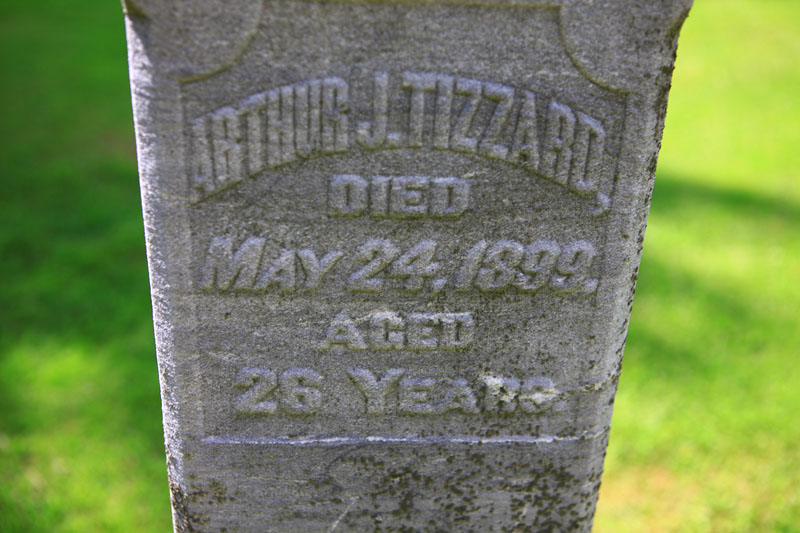 ARTHUR J. TIZZARD,
DIED
MAY 24, 1899.
AGED
26 YEARS.